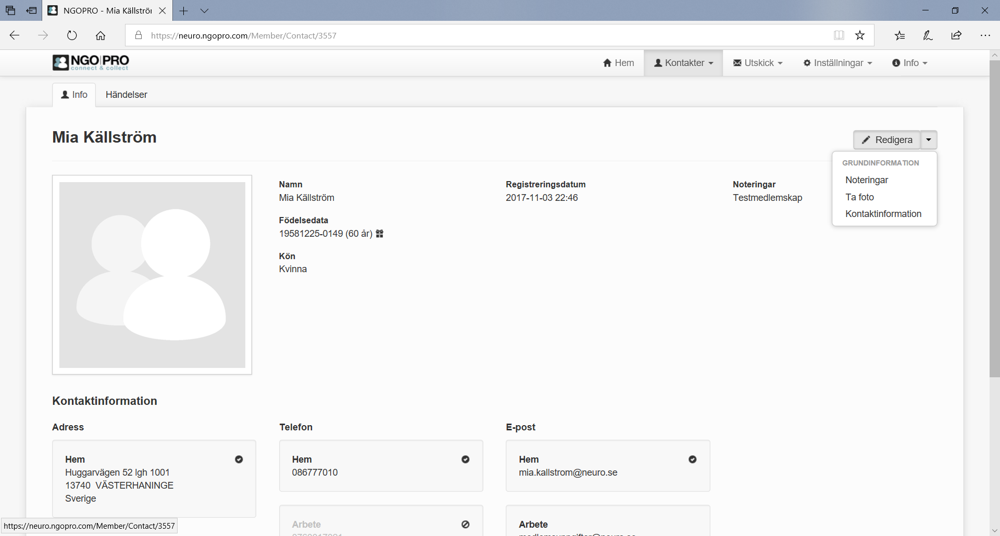 NGOPRO - Mia Källströr
https://neuro.ngopro.com/Member/Contact/3557
NGO|PRO
connect & collect
Hem
Kontakter
Utskick
Inställningar
Info
Info
Händelser
Mia Källström
Redigera
GRUNDINFORMATION
Noteringar
Ta foto
Kontaktinformation
Namn
Mia Källström
Registreringsdatum
2017-11-03 22:46
Noteringar
Testmedlemskap
Födelsedata
19581225-0149 (60 år)
Kön
Kvinna
Kontaktinformation
Adress
Hem
Huggarvägen 52 lgh 1001
13740 VÄSTERHANINGE
Sverige
Telefon
Hem
086777010
Arbete
E-post
Hem
mia.kallstrom@neuro.se
Arbete
https://neuro.ngopro.com/Member/Contact/3557